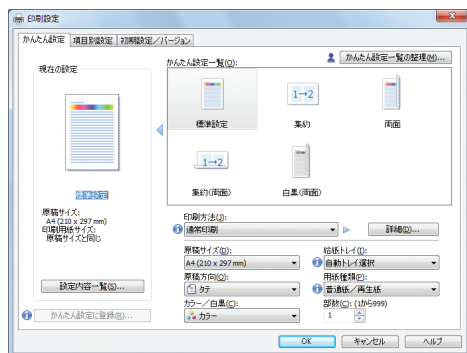 印刷設定
かんたん設定 項目別設定 初期設定／バージョン
現在の設定
かんたん設定一覧(O):
かんたん設定一覧の整理(M)...
標準設定
1→2
集約
両面
1→2
集約(両面)
白黒(両面)
標準設定
原稿サイズ:
A4 (210 x 297 mm)
印刷用紙サイズ:
原稿サイズと同じ
設定内容一覧(S)...
かんたん設定に登録(R)...
印刷方法(J):
通常印刷
詳細(D)...
原稿サイズ(D):
A4 (210 x 297 mm)
給紙トレイ(I):
自動トレイ選択
原稿方向(O):
タテ
用紙種類(P):
普通紙／再生紙
カラー／白黒(C):
カラー
部数(C): (1から999)
1
OK キャンセル ヘルプ